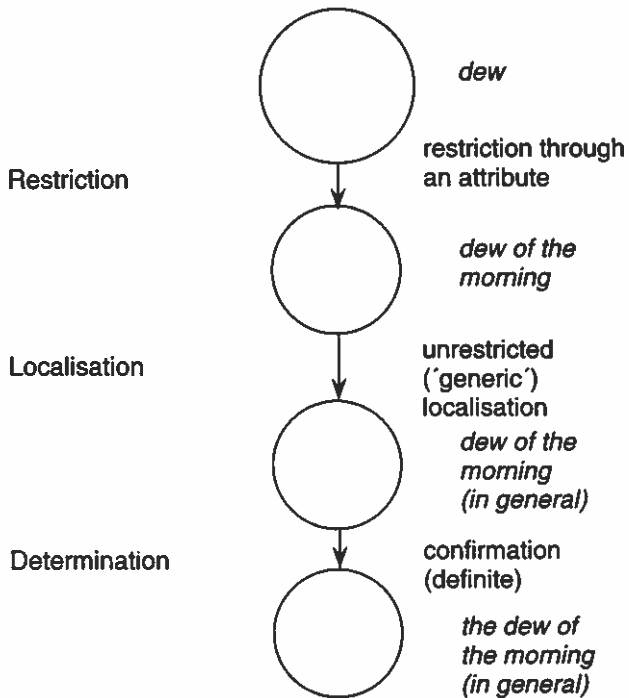 dew
Restriction
restriction through
an attribute
dew of the
morning
Localisation
unrestricted
(´generic´)
localisation
dew of the
morning
(in general)
Determination
confirmation
(definite)
the dew of
the morning
(in general)